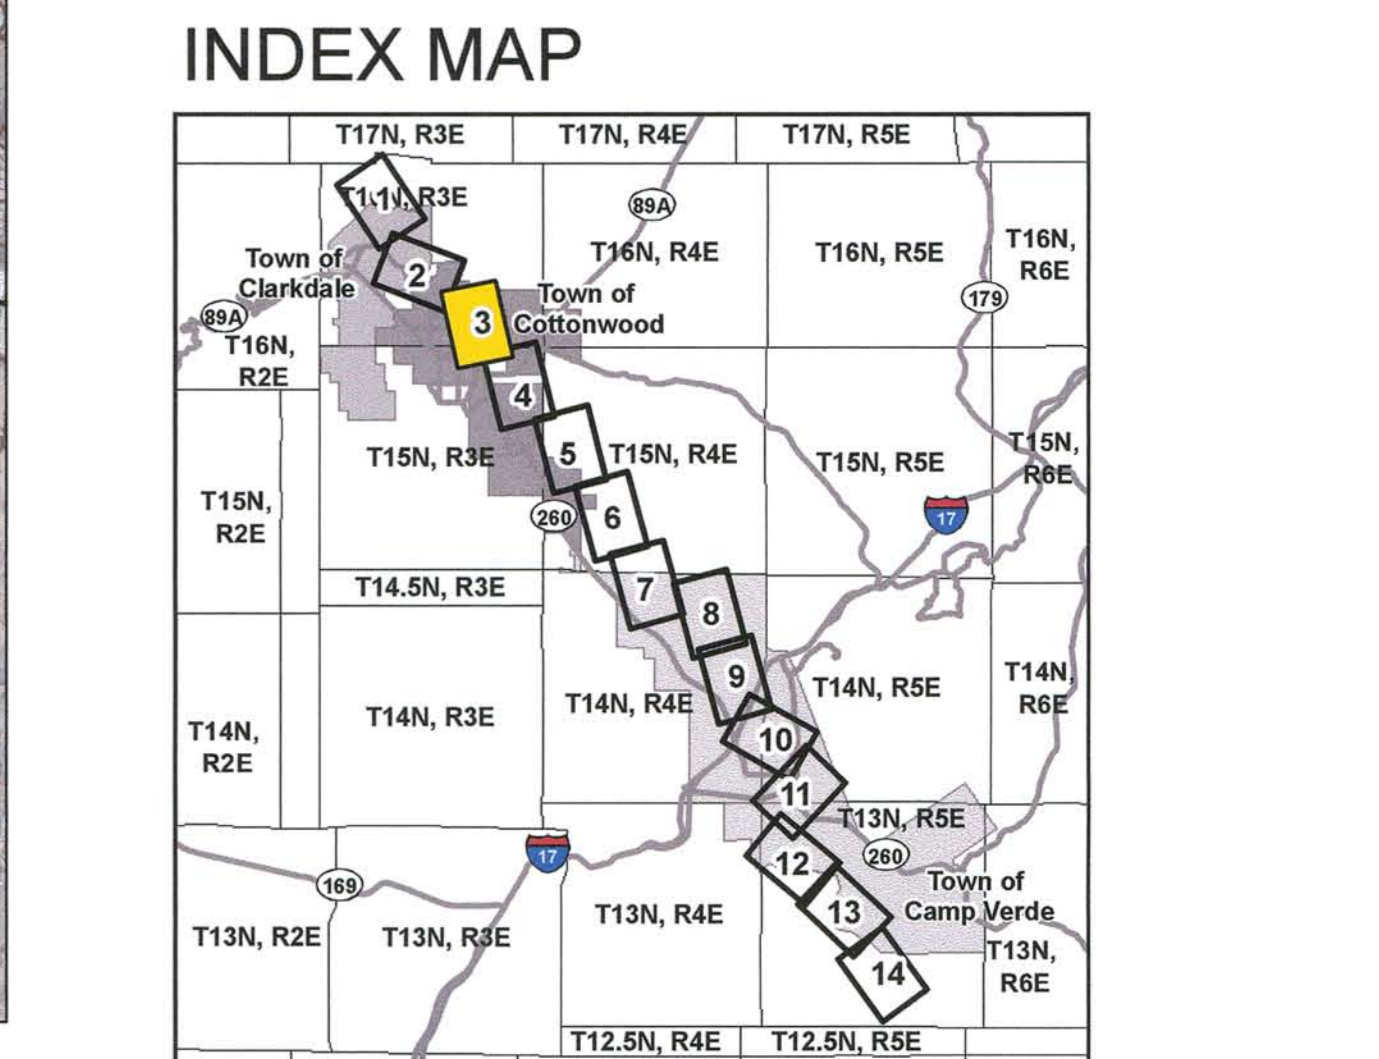 INDEX MAP
T17N, R3E
T17N, R4E
T17N, R5E
1
R3E
89A
T16N, R4E
T16N, R5E
T16N,
R6E
Town of
Clarkdale
2
179
3
Town of
Cottonwood
89A
T16N,
R2E
4
T15N, R3E
5
T15N, R4E
T15N, R5E
T15N,
R6E
T15N,
R2E
260
6
17
T14.5N, R3E
7
8
9
T14N, R5E
T14N,
R6E
T14N, R4E
T14N, R3E
T14N,
R2E
10
11
T13N, R5E
17
12
260
169
Town of
Camp Verde
13
T13N, R4E
T13N, R2E
T13N, R3E
T13N,
R6E
14
T12.5N, R4E
T12.5N, R5E